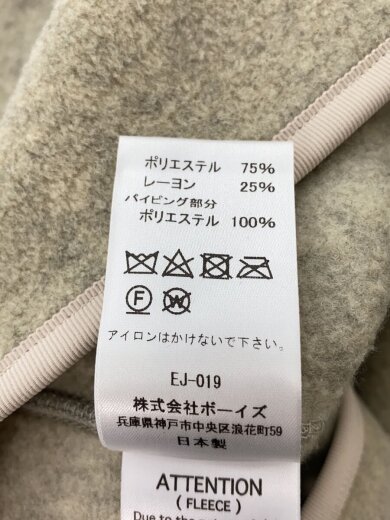 ポリエステル 75%
レーヨン 25%
パイピング部分
ポリエステル 100%
F W
アイロンはかけないで下さい。
EJ-019
株式会社ボーイズ
兵庫県神戸市中央区浪花町59
日本製
ATTENTION
( FLEECE )
Due to the